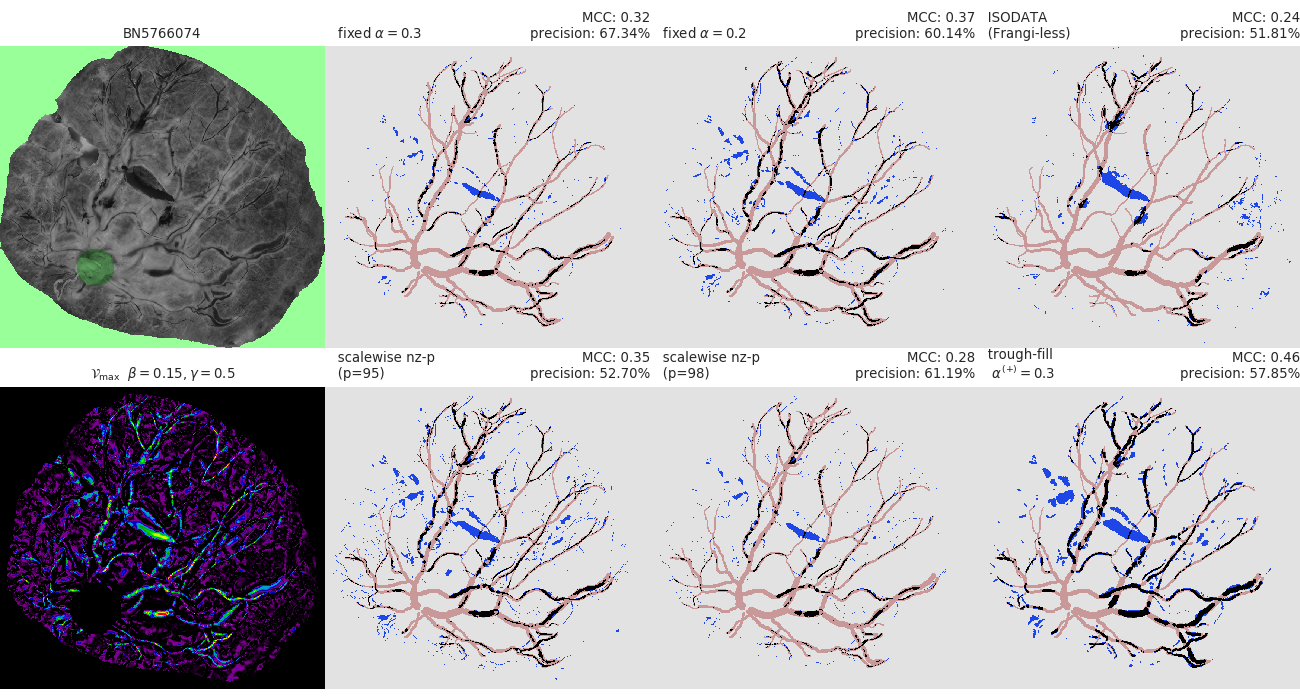 BN5766074
fixed α = 0.3
MCC: 0.32
precision: 67.34%
fixed α = 0.2
MCC: 0.37
precision: 60.14%
ISODATA
(Frangi-less)
MCC: 0.24
precision: 51.81%
𝒱max β = 0.15, γ = 0.5
scalewise nz-p
(p=95)
MCC: 0.35
precision: 52.70%
scalewise nz-p
(p=98)
MCC: 0.28
precision: 61.19%
trough-fill
α(+) = 0.3
MCC: 0.46
precision: 57.85%